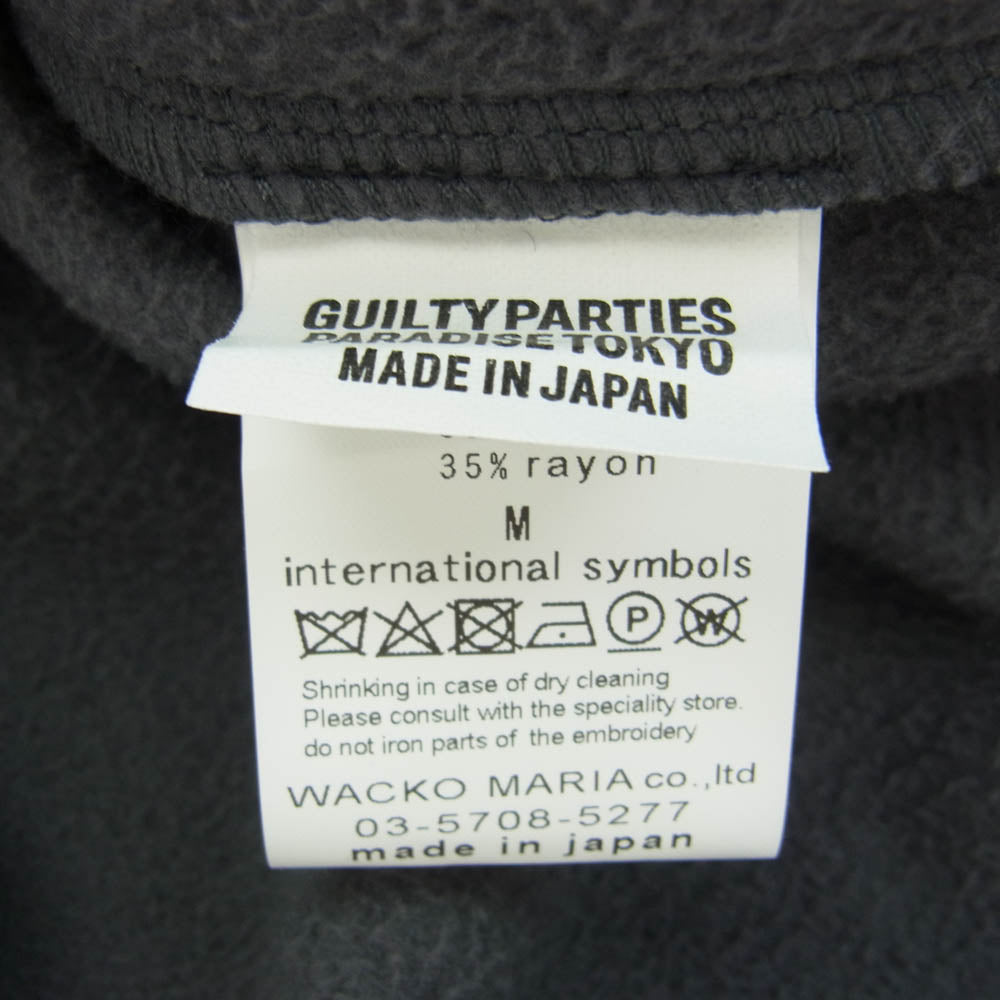 GUILTY PARTIES
PARADISE TOKYO
MADE IN JAPAN
35% rayon
M
international symbols
P W
Shrinking in case of dry cleaning
Please consult with the speciality store.
do not iron parts of the embroidery
WACKO MARIA co.,ltd
03-5708-5277
made in japan